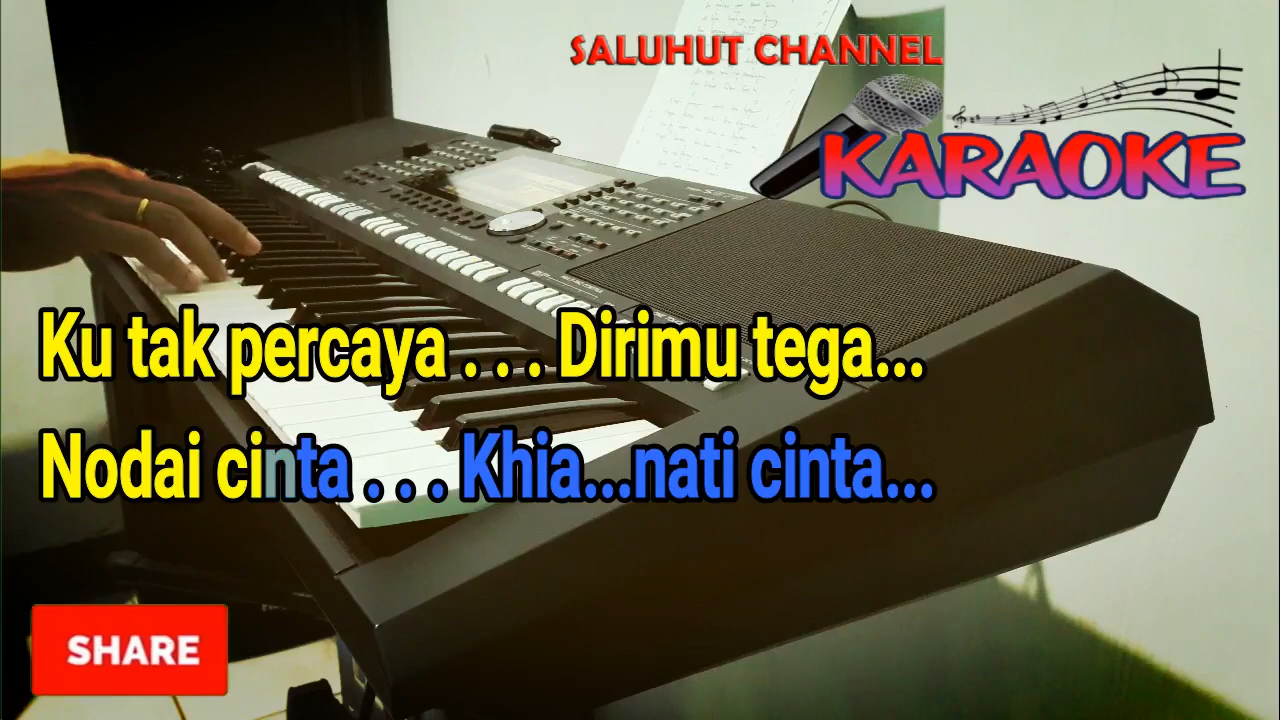 SALUHUT CHANNEL
KARAOKE
Ku tak percaya . . . Dirimu tega...
Nodai cinta . . . Khia...nati cinta...
SHARE